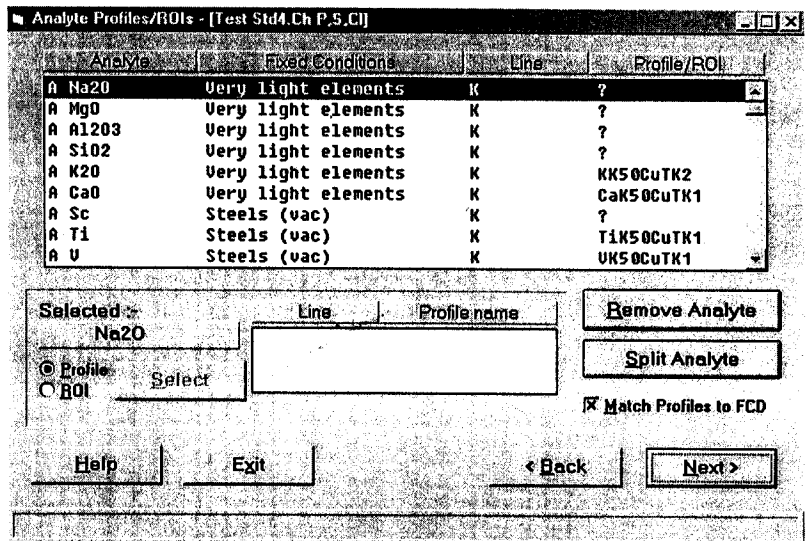 Analyte Profiles/ROIs - [Test Std4.Ch P,S,Cl]
Analyte Fixed Conditions Line Profile/ROI
A Na2O Very light elements K ?
A MgO Very light elements K ?
A Al2O3 Very light elements K ?
A SiO2 Very light elements K ?
A K2O Very light elements K KK50CuTK2
A CaO Very light elements K CaK50CuTK1
A Sc Steels (vac) K ?
A Ti Steels (vac) K TiK50CuTK1
A V Steels (vac) K VK50CuTK1
Selected :-
Na2O
Profile
ROI
Select
Line Profile name
Remove Analyte
Split Analyte
Match Profiles to FCD
Help Exit < Back Next >